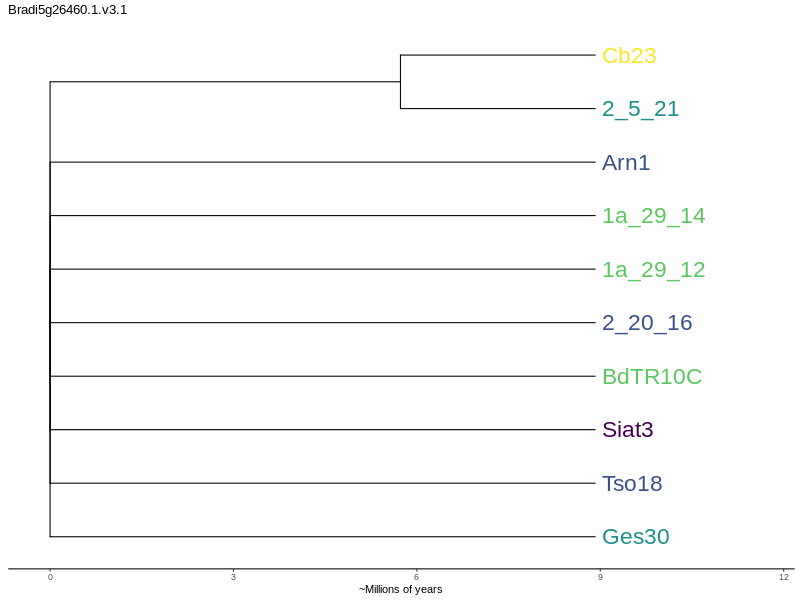 Bradi5g26460.1.v3.1
Cb23
2_5_21
Arn1
1a_29_14
1a_29_12
2_20_16
BdTR10C
Siat3
Tso18
Ges30
0 3 6 9 12
~Millions of years